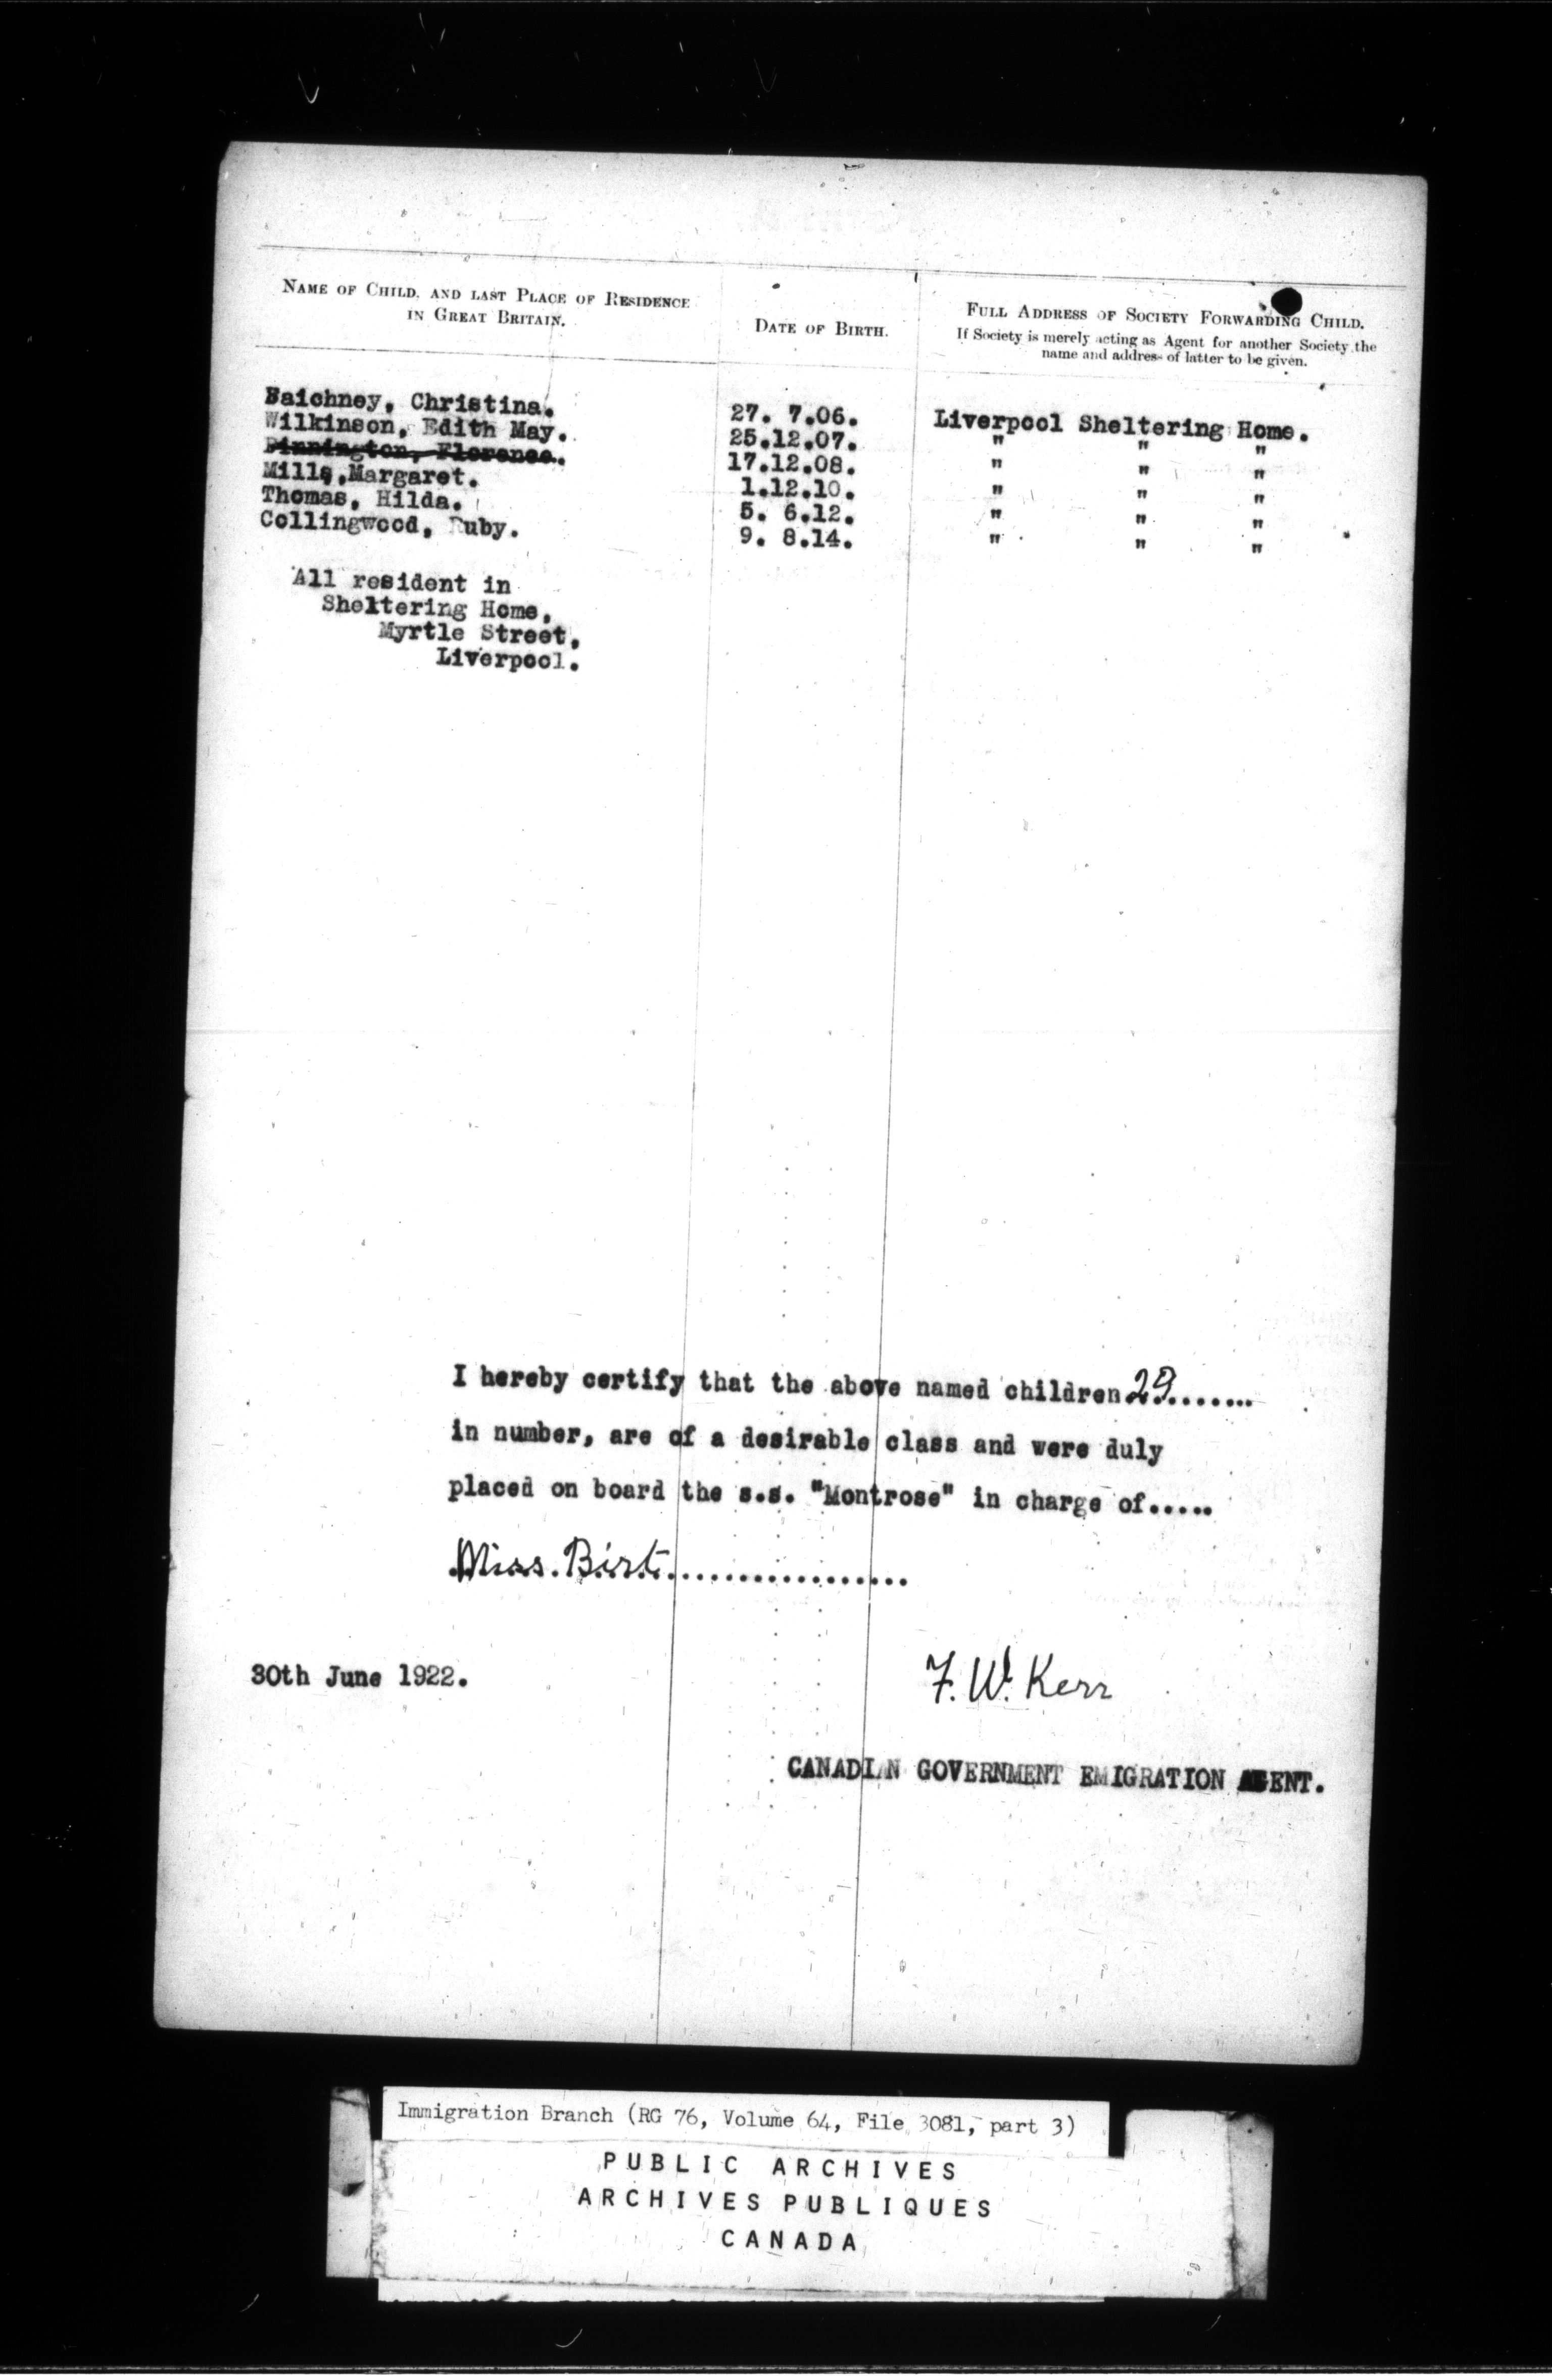 NAME OF CHILD, AND LAST PLACE OF RESIDENCE
IN GREAT BRITAIN.
DATE OF BIRTH.
FULL ADDRESS OF SOCIETY FORWARDING CHILD.
If Society is merely acting as Agent for another Society the
name and address of latter to be given.
Baichney, Christina. 27. 7.06. Liverpool Sheltering Home.
Wilkinson, Edith May. 25.12.07. " " "
Pinnington, Florence. 17.12.08. " " "
Mills,Margaret. 1.12.10. " " "
Thomas, Hilda. 5. 6.12. " " "
Collingwood, Ruby. 9. 8.14. " " "
All resident in
Sheltering Home,
Myrtle Street,
Liverpool.
I hereby certify that the above named children 29.......
in number, are of a desirable class and were duly
placed on board the s.s. "Montrose" in charge of.....
Miss. Birt..................
30th June 1922.
F. W. Kerr
CANADIAN GOVERNMENT EMIGRATION AGENT.
Immigration Branch (RG 76, Volume 64, File 3081, part 3)
PUBLIC ARCHIVES
ARCHIVES PUBLIQUES
CANADA